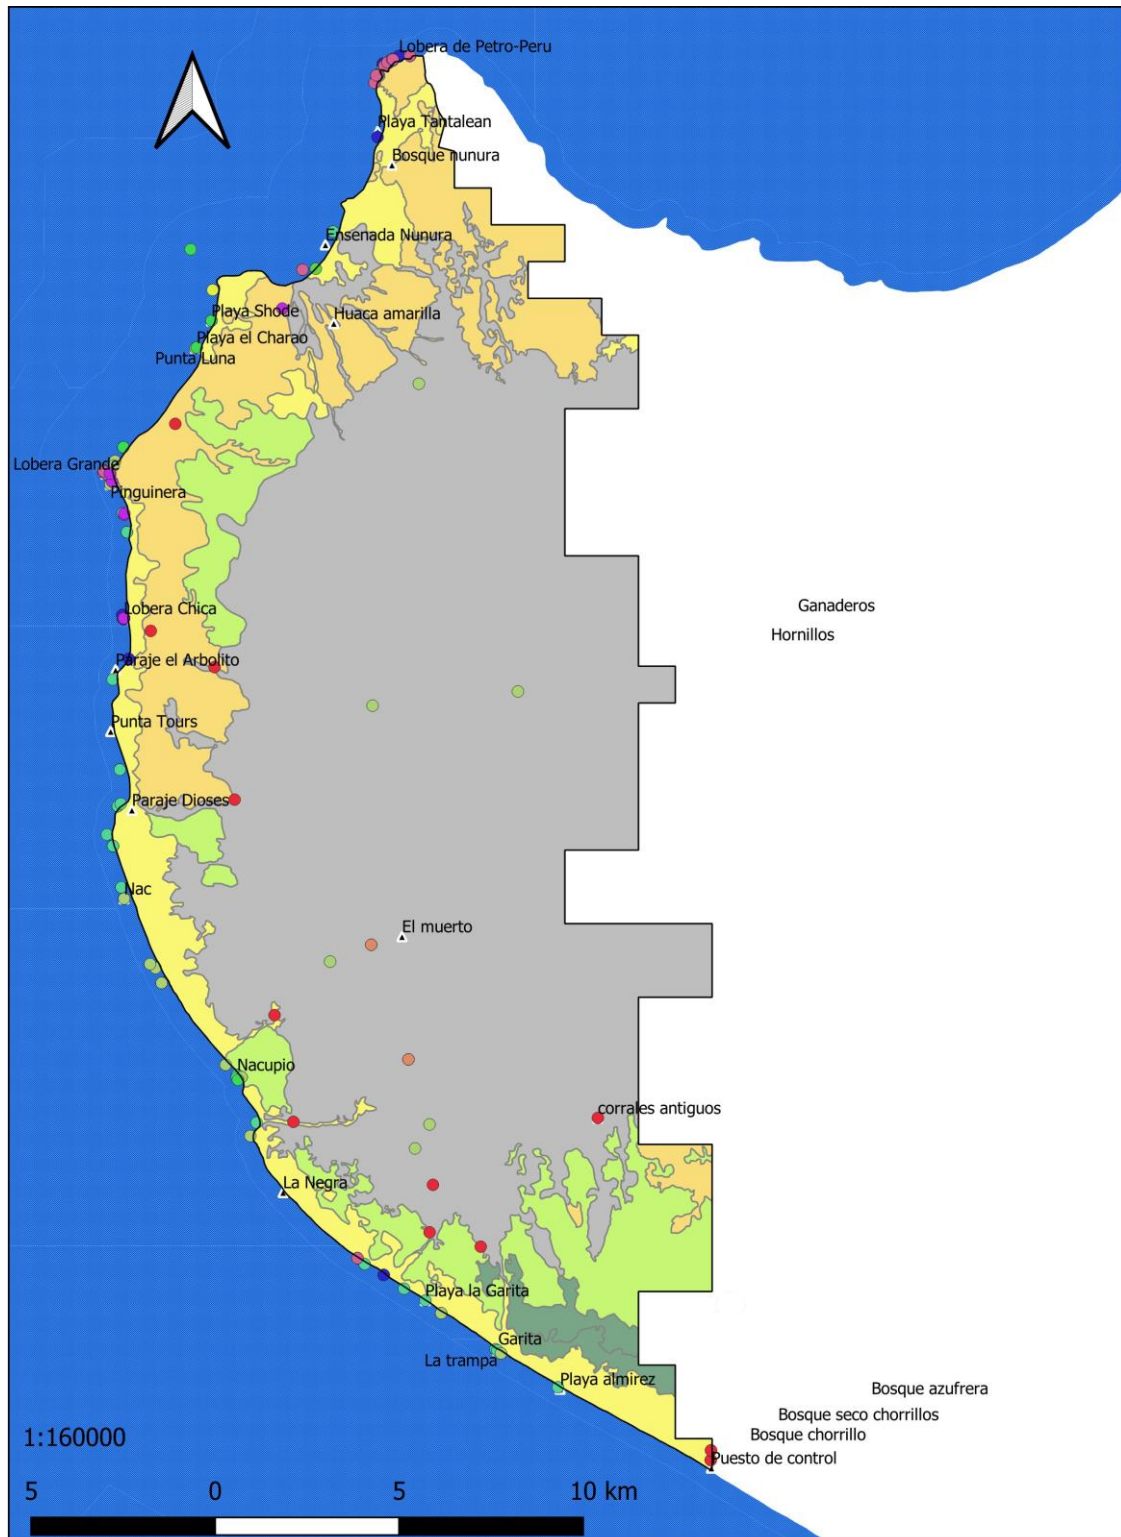 Lobera de Petro-Peru
Playa Tantalean
Bosque nunura
Ensenada Nunura
Playa Shode
Huaca amarilla
Playa el Charao
Punta Luna
Lobera Grande
Pinguinera
Lobera Chica
Ganaderos
Hornillos
Paraje el Arbolito
Punta Tours
Paraje Dioses
Nac
El muerto
Nacupio
corrales antiguos
La Negra
Playa la Garita
Garita
La trampa
Playa almirez
Bosque azufrera
Bosque seco chorrillos
Bosque chorrillo
Puesto de control
1:160000
5 0 5 10 km